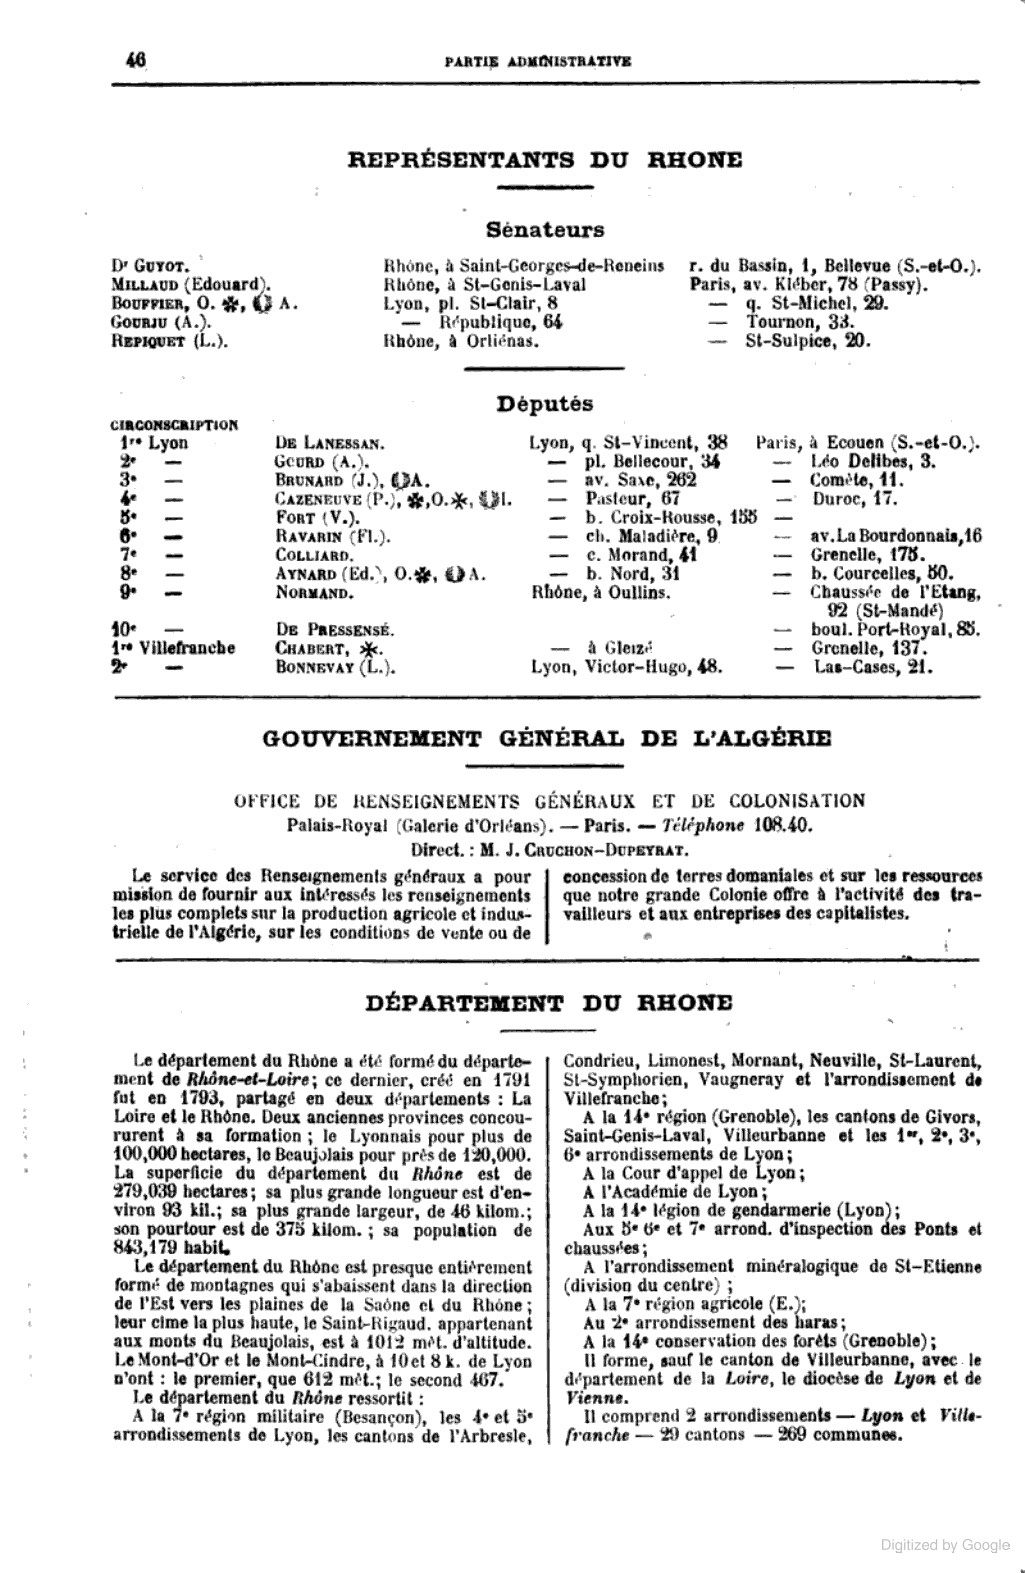 46
PARTIE ADMINISTRATIVE
REPRÉSENTANTS DU RHONE
Sénateurs
Dr GUYOT. Rhône, à Saint-Georges-de-Reneins r. du Bassin, 1, Bellevue (S.-et-O.).
MILLAUD (Edouard). Rhône, à St-Genis-Laval Paris, av. Kléber, 78 (Passy).
BOUFFIER, O. ✻, A. Lyon, pl. St-Clair, 8 — q. St-Michel, 29.
GOURJU (A.). — République, 64 — Tournon, 33.
REPIQUET (L.). Rhône, à Orliénas. — St-Sulpice, 20.
Députés
CIRCONSCRIPTION
1re Lyon DE LANESSAN. Lyon, q. St-Vincent, 38 Paris, à Ecouen (S.-et-O.).
2e — GOURD (A.). — pl. Bellecour, 34 — Léo Delibes, 3.
3e — BRUNARD (J.), A. — av. Saxe, 262 — Comète, 11.
4e — CAZENEUVE (P.), ✻, O. ✻, I. — Pasteur, 67 — Duroc, 17.
5e — FORT (V.). — b. Croix-Rousse, 155 —
6e — RAVARIN (Fl.). — ch. Maladière, 9 — av. La Bourdonnais, 16
7e — COLLIARD. — c. Morand, 41 — Grenelle, 175.
8e — AYNARD (Ed.), O. ✻, A. — b. Nord, 31 — b. Courcelles, 50.
9e — NORMAND. Rhône, à Oullins. — Chaussée de l'Etang,
92 (St-Mandé)
10e — DE PRESSENSÉ. — boul. Port-Royal, 85.
1re Villefranche CHABERT, ✻. — à Gleizé — Grenelle, 137.
2e — BONNEVAY (L.). Lyon, Victor-Hugo, 48. — Las-Cases, 21.
GOUVERNEMENT GÉNÉRAL DE L'ALGÉRIE
OFFICE DE RENSEIGNEMENTS GÉNÉRAUX ET DE COLONISATION
Palais-Royal (Galerie d'Orléans). — Paris. — Téléphone 108.40.
Direct. : M. J. CRUCHON-DUPEYRAT.
Le service des Renseignements généraux a pour
mission de fournir aux intéressés les renseignements
les plus complets sur la production agricole et indus-
trielle de l'Algérie, sur les conditions de vente ou de
concession de terres domaniales et sur les ressources
que notre grande Colonie offre à l'activité des tra-
vailleurs et aux entreprises des capitalistes.
DÉPARTEMENT DU RHONE
Le département du Rhône a été formé du départe-
ment de Rhône-et-Loire; ce dernier, créé en 1791
fut en 1793, partagé en deux départements : La
Loire et le Rhône. Deux anciennes provinces concou-
rurent à sa formation ; le Lyonnais pour plus de
100,000 hectares, le Beaujolais pour près de 120,000.
La superficie du département du Rhône est de
279,039 hectares; sa plus grande longueur est d'en-
viron 93 kil.; sa plus grande largeur, de 46 kilom.;
son pourtour est de 375 kilom. ; sa population de
843,179 habit.
Le département du Rhône est presque entièrement
formé de montagnes qui s'abaissent dans la direction
de l'Est vers les plaines de la Saône et du Rhône;
leur cime la plus haute, le Saint-Rigaud, appartenant
aux monts du Beaujolais, est à 1012 mèt. d'altitude.
Le Mont-d'Or et le Mont-Cindre, à 10 et 8 k. de Lyon
n'ont : le premier, que 612 mèt.; le second 467.
Le département du Rhône ressortit :
A la 7e région militaire (Besançon), les 4e et 5e
arrondissements de Lyon, les cantons de l'Arbresle,
Condrieu, Limonest, Mornant, Neuville, St-Laurent,
St-Symphorien, Vaugneray et l'arrondissement de
Villefranche;
A la 14e région (Grenoble), les cantons de Givors,
Saint-Genis-Laval, Villeurbanne et les 1er, 2e, 3e,
6e arrondissements de Lyon;
A la Cour d'appel de Lyon;
A l'Académie de Lyon;
A la 14e légion de gendarmerie (Lyon);
Aux 5e 6e et 7e arrond. d'inspection des Ponts et
chaussées;
A l'arrondissement minéralogique de St-Etienne
(division du centre) ;
A la 7e région agricole (E.);
Au 2e arrondissement des haras;
A la 14e conservation des forêts (Grenoble);
Il forme, sauf le canton de Villeurbanne, avec le
département de la Loire, le diocèse de Lyon et de
Vienne.
Il comprend 2 arrondissements — Lyon et Ville-
franche — 29 cantons — 269 communes.
Digitized by Google